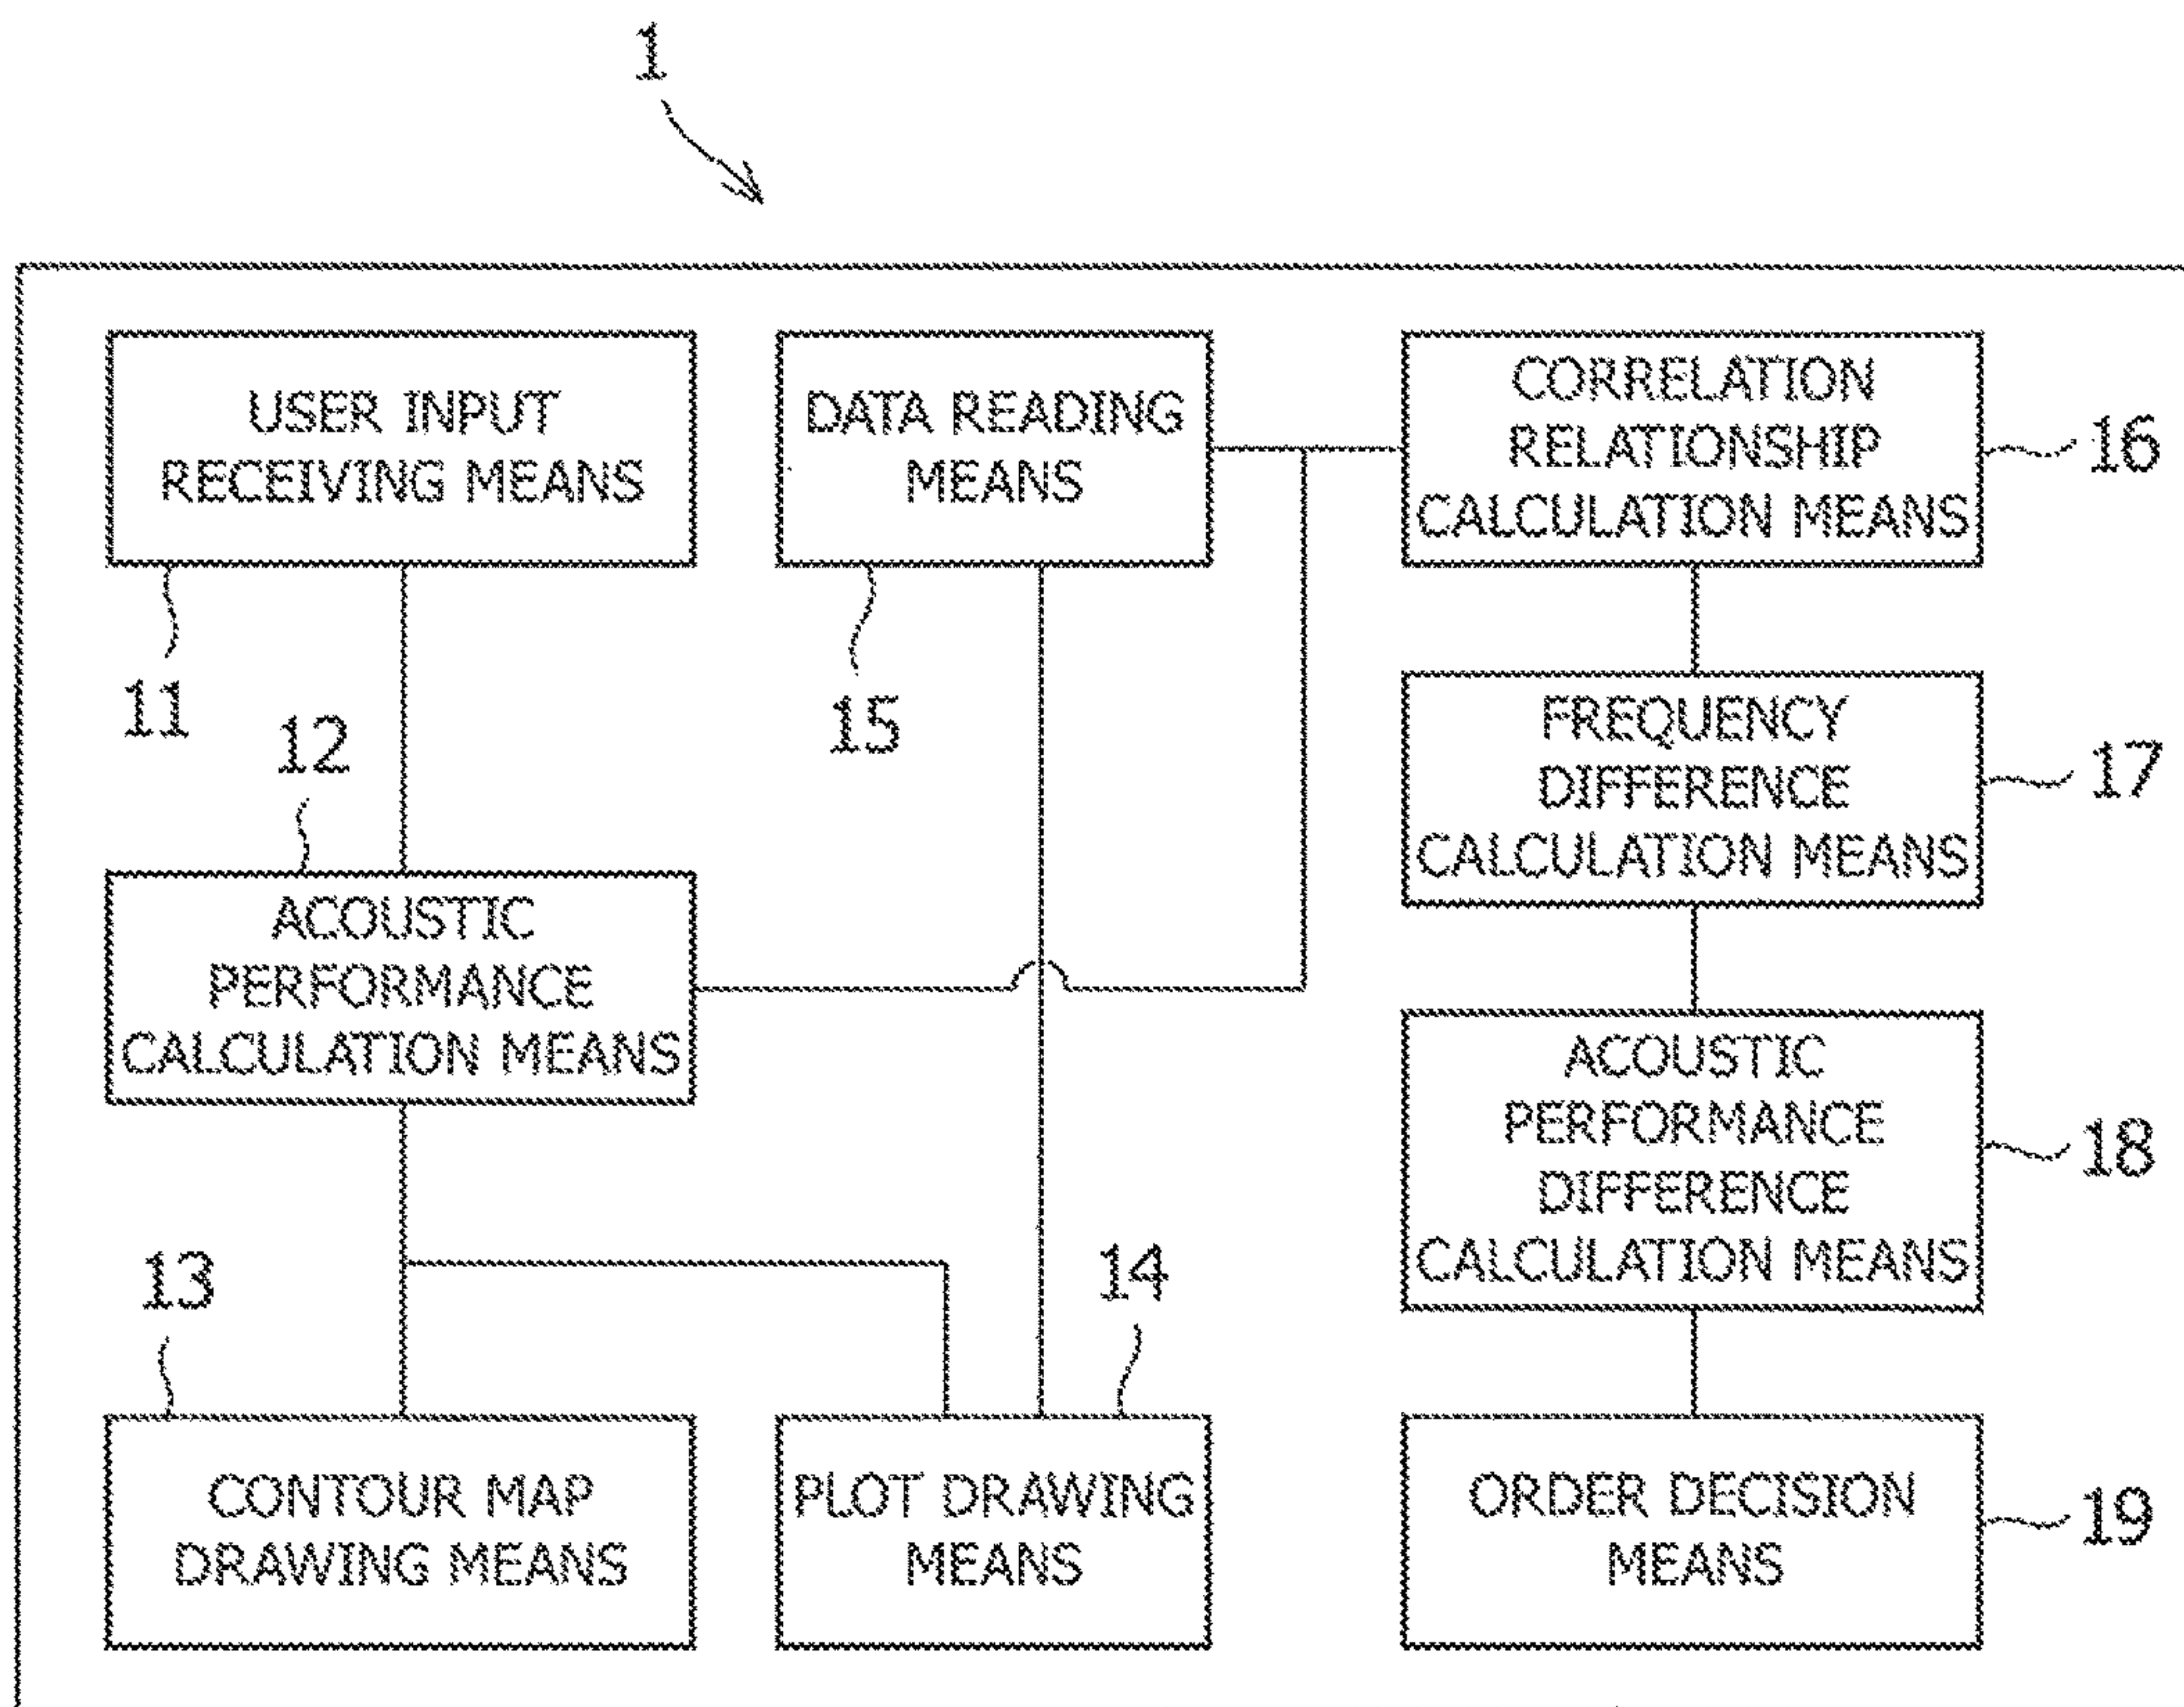 1
USER INPUT
RECEIVING MEANS
11
DATA READING
MEANS
15
CORRELATION
RELATIONSHIP
CALCULATION MEANS
16
FREQUENCY
DIFFERENCE
CALCULATION MEANS
17
12
ACOUSTIC
PERFORMANCE
CALCULATION MEANS
ACOUSTIC
PERFORMANCE
DIFFERENCE
CALCULATION MEANS
18
13
CONTOUR MAP
DRAWING MEANS
14
PLOT DRAWING
MEANS
ORDER DECISION
MEANS
19